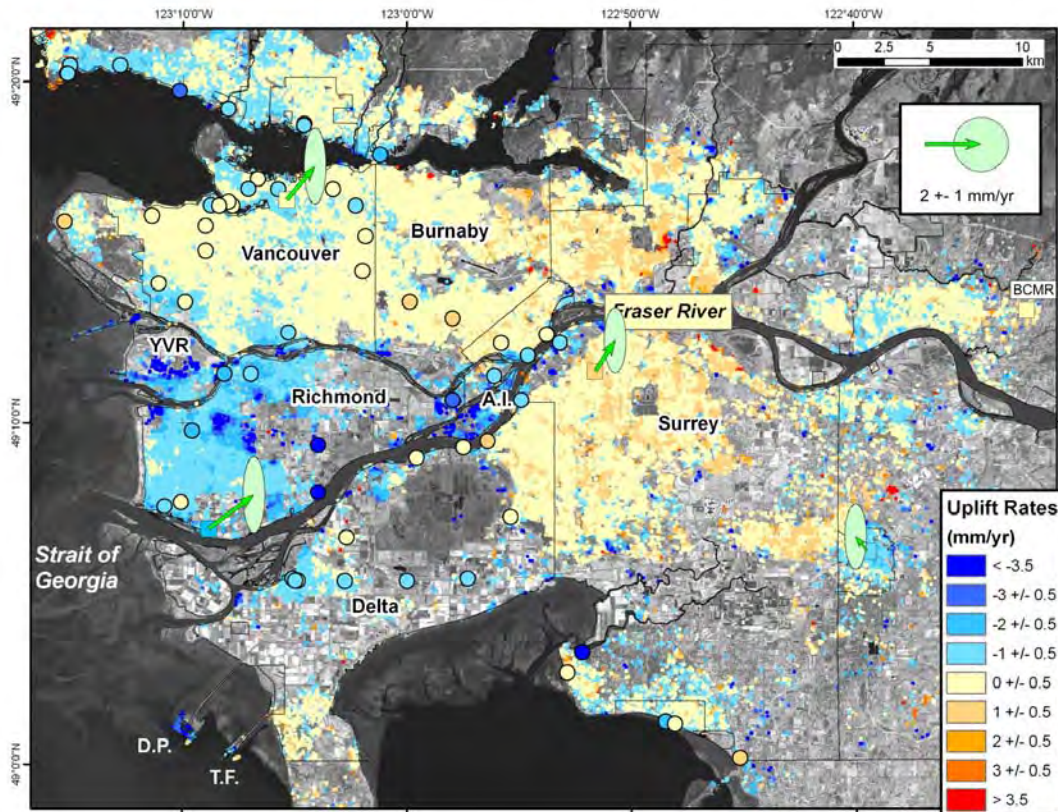 123°10'0"W
123°0'0"W
122°50'0"W
122°40'0"W
0 2.5 5 10
km
49°20'0"N
2 +- 1 mm/yr
Burnaby
Vancouver
BCMR
Fraser River
YVR
Richmond
A.I.
49°10'0"N
Surrey
Uplift Rates
(mm/yr)
< -3.5
-3 +/- 0.5
-2 +/- 0.5
-1 +/- 0.5
0 +/- 0.5
1 +/- 0.5
2 +/- 0.5
3 +/- 0.5
> 3.5
Strait of
Georgia
Delta
D.P.
T.F.
49°0'0"N